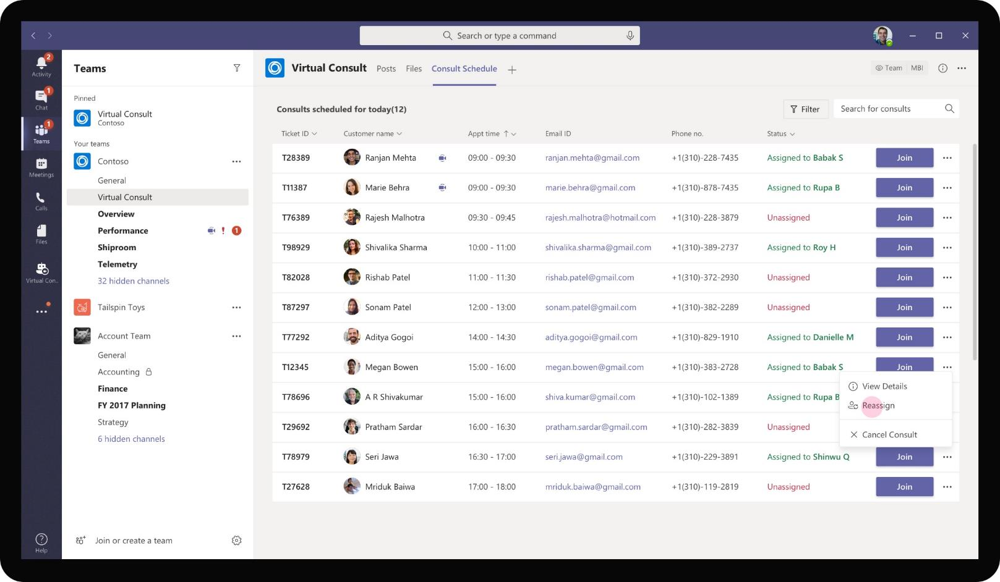 Search or type a command
2
Activity
1
Chat
1
Teams
Meetings
Calls
Files
Virtual Con..
Help
Teams
Pinned
Virtual Consult
Contoso
Your teams
Contoso
General
Virtual Consult
Overview
Performance ! 1
Shiproom
Telemetry
32 hidden channels
Tailspin Toys
Account Team
General
Accounting
Finance
FY 2017 Planning
Strategy
6 hidden channels
Join or create a team
Virtual Consult Posts Files Consult Schedule
Team MBI
Consults scheduled for today(12)
Filter Search for consults
Ticket ID Customer name Appt time Email ID Phone no. Status
T28389 Ranjan Mehta 09:00 - 09:30 ranjan.mehta@gmail.com +1(310)-228-7435 Assigned to Babak S Join
T11387 Marie Behra 09:00 - 09:30 marie.behra@gmail.com +1(310)-878-7435 Assigned to Rupa B Join
T76389 Rajesh Malhotra 09:30 - 09:45 rajesh.malhotra@hotmail.com +1(310)-228-3879 Unassigned Join
T98929 Shivalika Sharma 10:00 - 11:00 shivalika.sharma@gmail.com +1(310)-389-2737 Assigned to Roy H Join
T82028 Rishab Patel 11:00 - 11:30 rishab.patel@gmail.com +1(310)-372-2930 Unassigned Join
T87297 Sonam Patel 12:00 - 13:00 sonam.patel@gmail.com +1(310)-382-2289 Unassigned Join
T77292 Aditya Gogoi 14:00 - 14:30 aditya.gogoi@gmail.com +1(310)-829-1910 Assigned to Danielle M Join
T12345 Megan Bowen 15:00 - 16:00 megan.bowen@gmail.com +1(310)-383-2728 Assigned to Babak S Join
T78696 A R Shivakumar 15:00 - 16:00 shiva.kumar@gmail.com +1(310)-102-1389 Assigned to Rupa B
T29692 Pratham Sardar 16:00 - 16:30 pratham.sardar@gmail.com +1(310)-282-3839 Unassigned
T78979 Seri Jawa 16:30 - 17:00 seri.jawa@gmail.com +1(310)-229-3891 Assigned to Shinwu Q Join
T27628 Mriduk Baiwa 17:00 - 18:00 mriduk.baiwa@gmail.com +1(310)-119-2819 Unassigned Join
View Details
Reassign
Cancel Consult